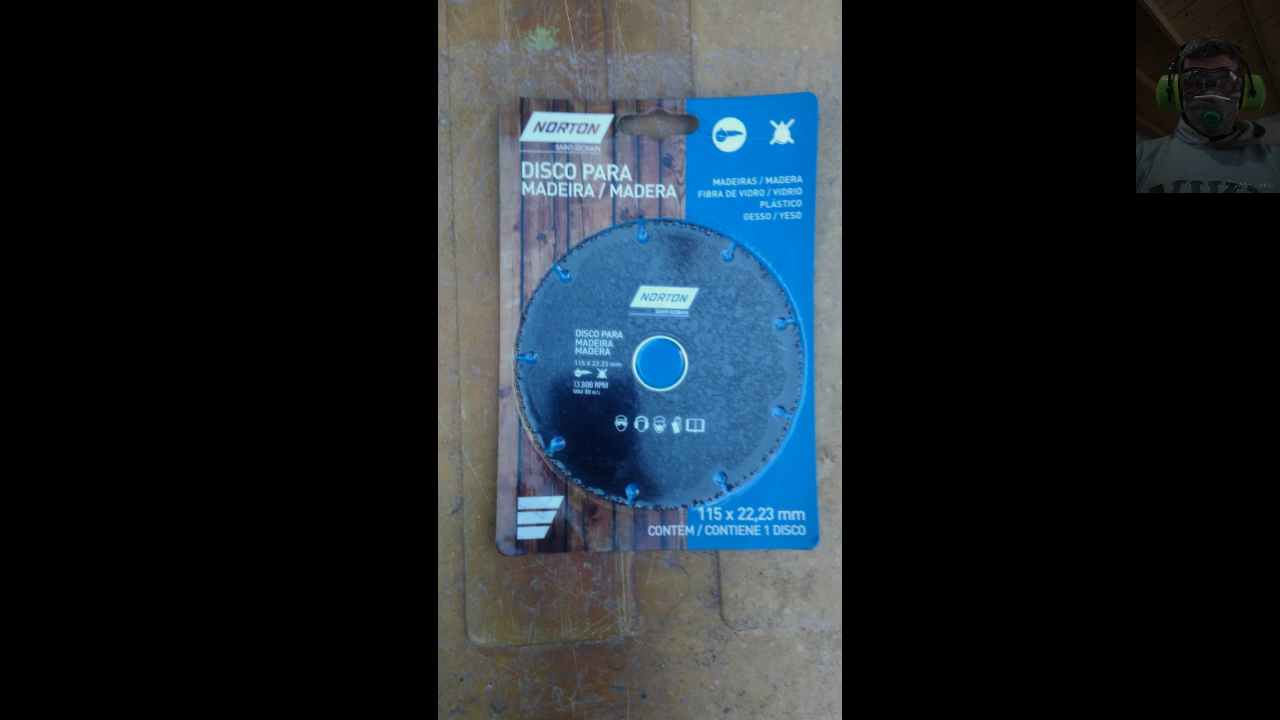 NORTON
SAINT-GOBAIN
DISCO PARA
MADEIRA / MADERA
MADEIRAS / MADERA
FIBRA DE VIDRO / VIDRIO
PLÁSTICO
GESSO / YESO
NORTON
SAINT-GOBAIN
DISCO PARA
MADEIRA
MADERA
115 X 22,23 mm
13.800 RPM
MAX 80 m/s
115 x 22,23 mm
CONTÉM / CONTIENE 1 DISCO